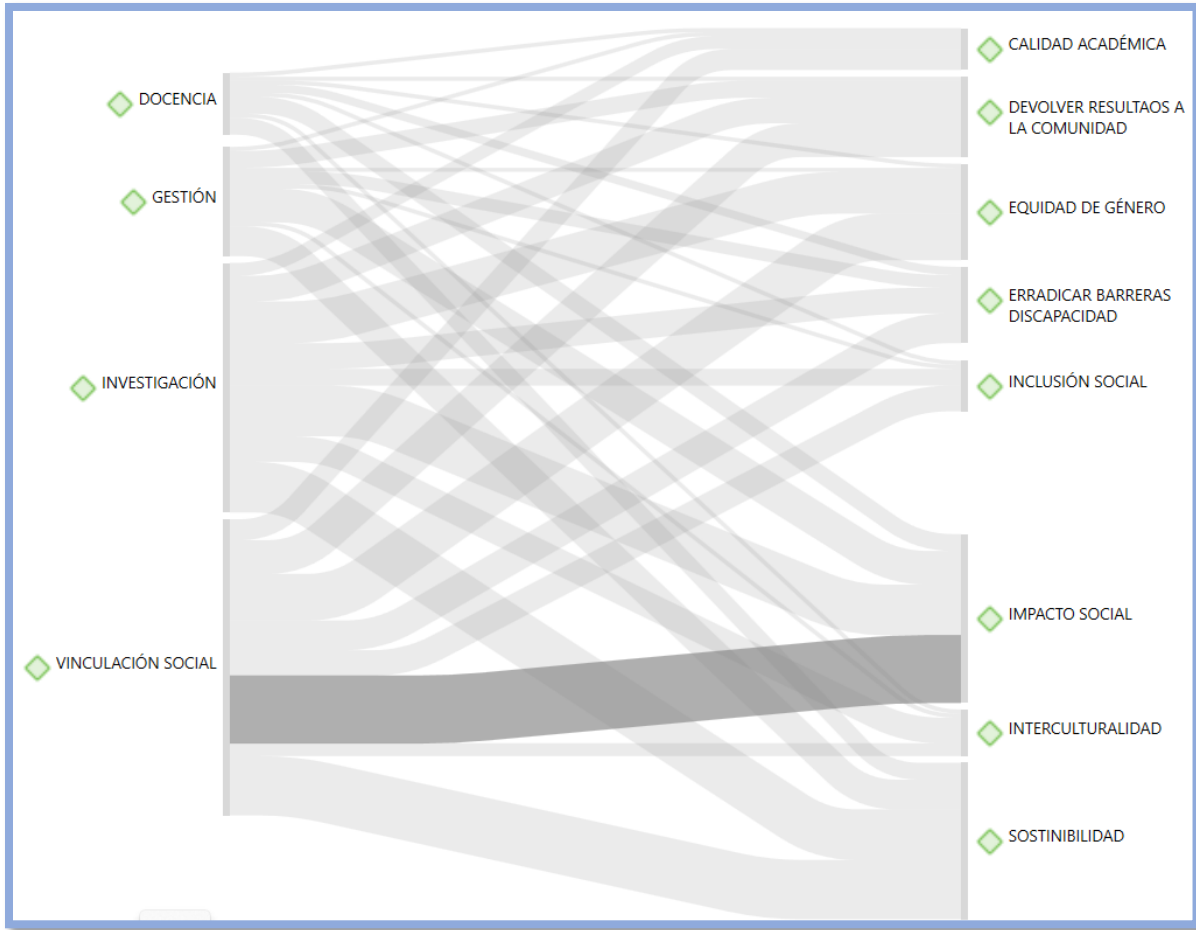 DOCENCIA
GESTIÓN
INVESTIGACIÓN
VINCULACIÓN SOCIAL
CALIDAD ACADÉMICA
DEVOLVER RESULTAOS A
LA COMUNIDAD
EQUIDAD DE GÉNERO
ERRADICAR BARRERAS
DISCAPACIDAD
INCLUSIÓN SOCIAL
IMPACTO SOCIAL
INTERCULTURALIDAD
SOSTINIBILIDAD